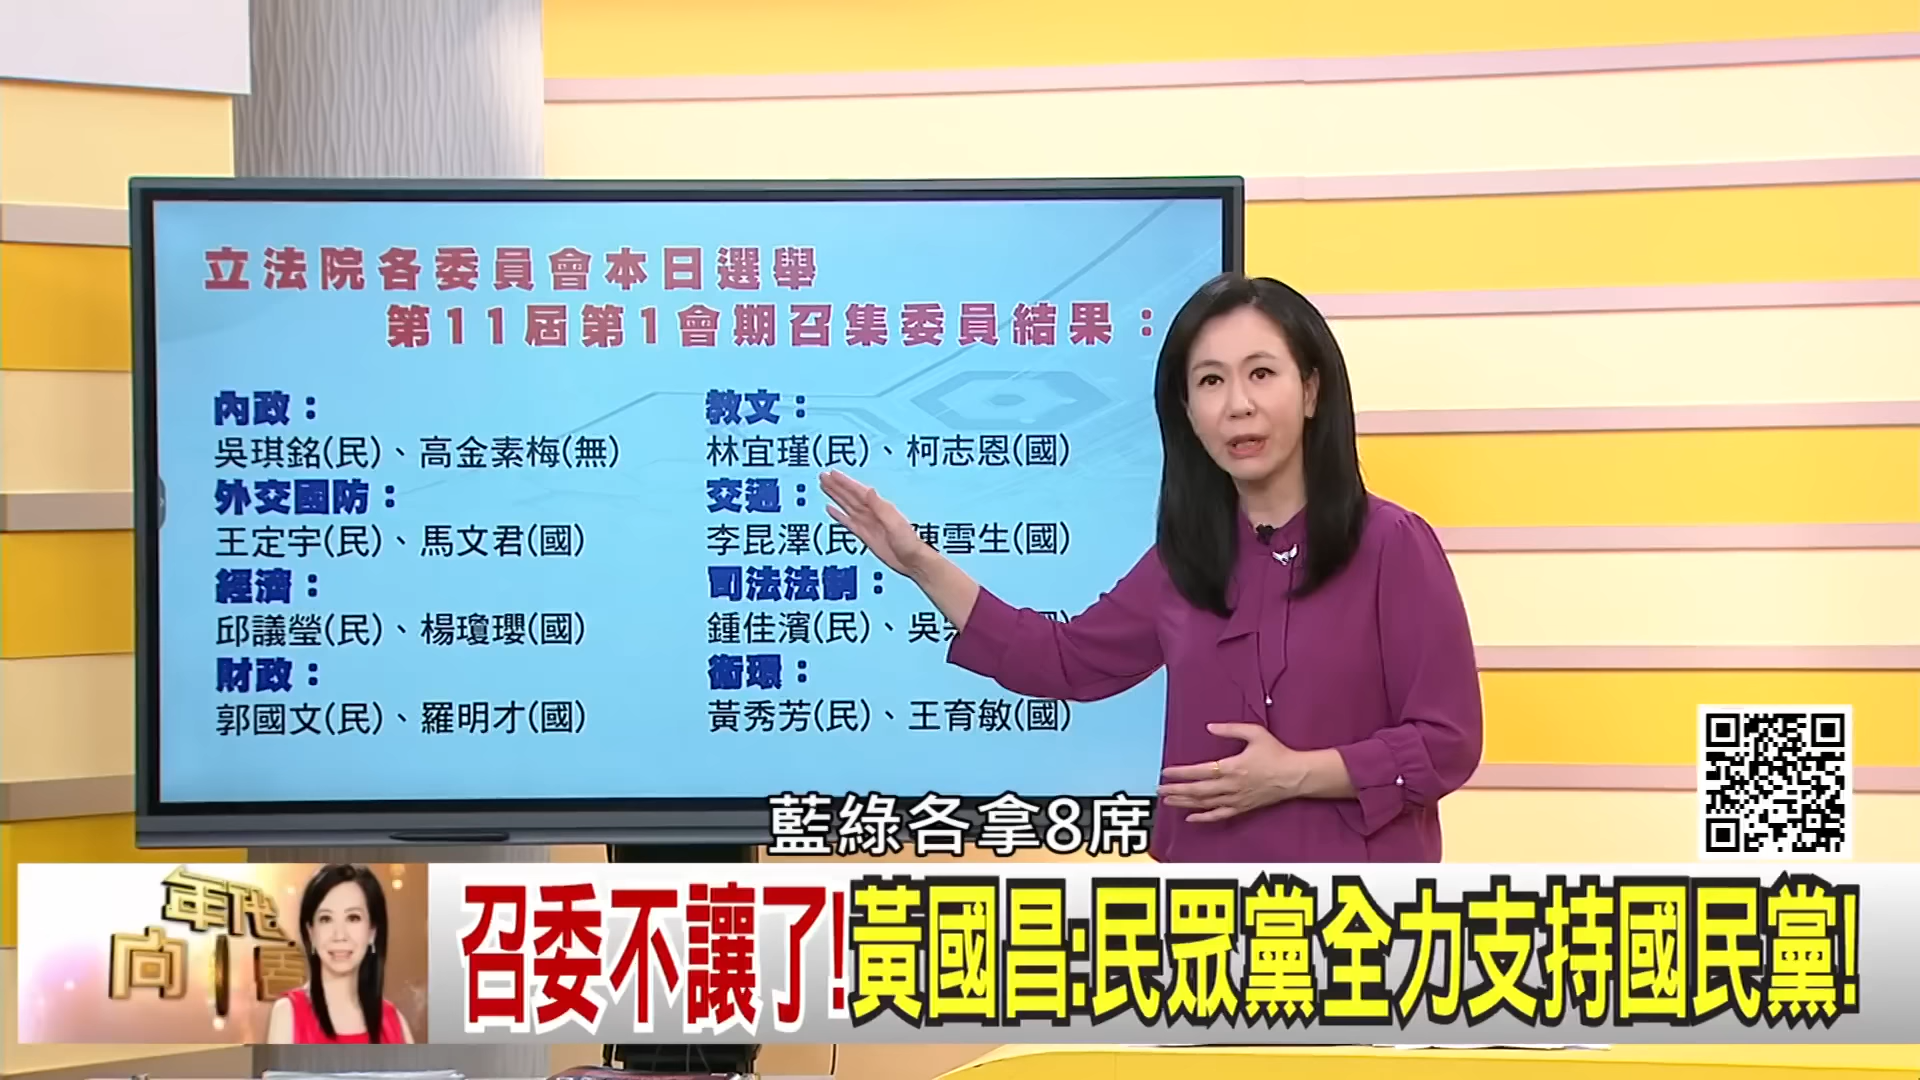 立法院各委員會本日選舉
第11屆第1會期召集委員結果：
內政：
吳琪銘(民)、高金素梅(無)
外交國防：
王定宇(民)、馬文君(國)
經濟：
邱議瑩(民)、楊瓊瓔(國)
財政：
郭國文(民)、羅明才(國)
教文：
林宜瑾(民)、柯志恩(國)
交通：
李昆澤(民)、陳雪生(國)
司法法制：
鍾佳濱(民)、吳
衛環：
黃秀芳(民)、王育敏(國)
藍綠各拿8席
年代向錢看
召委不讓了!黃國昌:民眾黨全力支持國民黨!